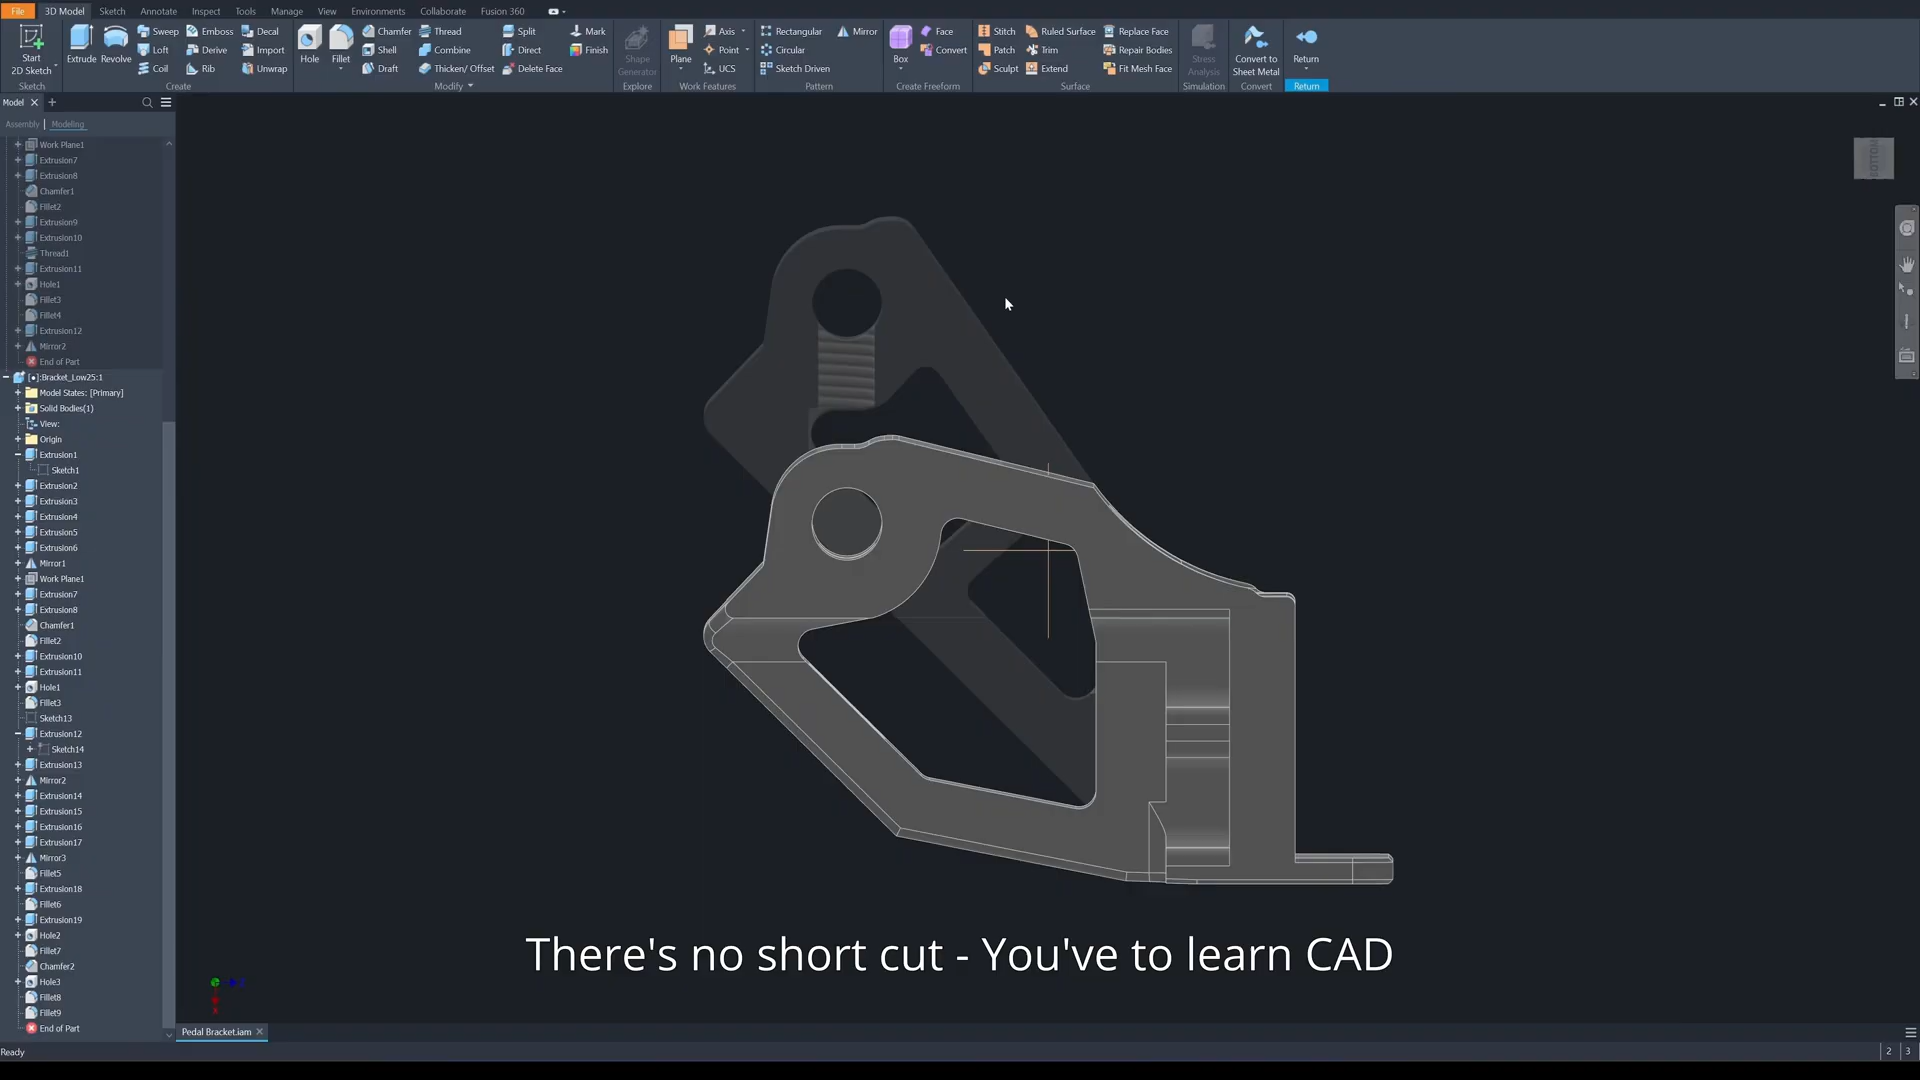 File 3D Model Sketch Annotate Inspect Tools Manage View Environments Collaborate Fusion 360
Start
2D Sketch
Sketch
Extrude Revolve
Sweep Emboss Decal
Loft Derive Import
Coil Rib Unwrap
Create
Hole Fillet
Chamfer Thread Split Mark
Shell Combine Direct Finish
Draft Thicken/ Offset Delete Face
Modify
Shape
Generator
Explore
Plane
Axis
Point
UCS
Work Features
Rectangular Mirror
Circular
Sketch Driven
Pattern
Box
Face
Convert
Create Freeform
Stitch Ruled Surface Replace Face
Patch Trim Repair Bodies
Sculpt Extend Fit Mesh Face
Surface
Stress
Analysis
Simulation
Convert to
Sheet Metal
Convert
Return
Return
Model
Assembly Modeling
Work Plane1
Extrusion7
Extrusion8
Chamfer1
Fillet2
Extrusion9
Extrusion10
Thread1
Extrusion11
Hole1
Fillet3
Fillet4
Extrusion12
Mirror2
End of Part
Bracket_Low25:1
Model States: [Primary]
Solid Bodies(1)
View:
Origin
Extrusion1
Sketch1
Extrusion2
Extrusion3
Extrusion4
Extrusion5
Extrusion6
Mirror1
Work Plane1
Extrusion7
Extrusion8
Chamfer1
Fillet2
Extrusion10
Extrusion11
Hole1
Fillet3
Sketch13
Extrusion12
Sketch14
Extrusion13
Mirror2
Extrusion14
Extrusion15
Extrusion16
Extrusion17
Mirror3
Fillet5
Extrusion18
Fillet6
Extrusion19
Hole2
Fillet7
Chamfer2
Hole3
Fillet8
Fillet9
End of Part
BOTTOM
There's no short cut - You've to learn CAD
X
Pedal Bracket.iam
Ready
2 3